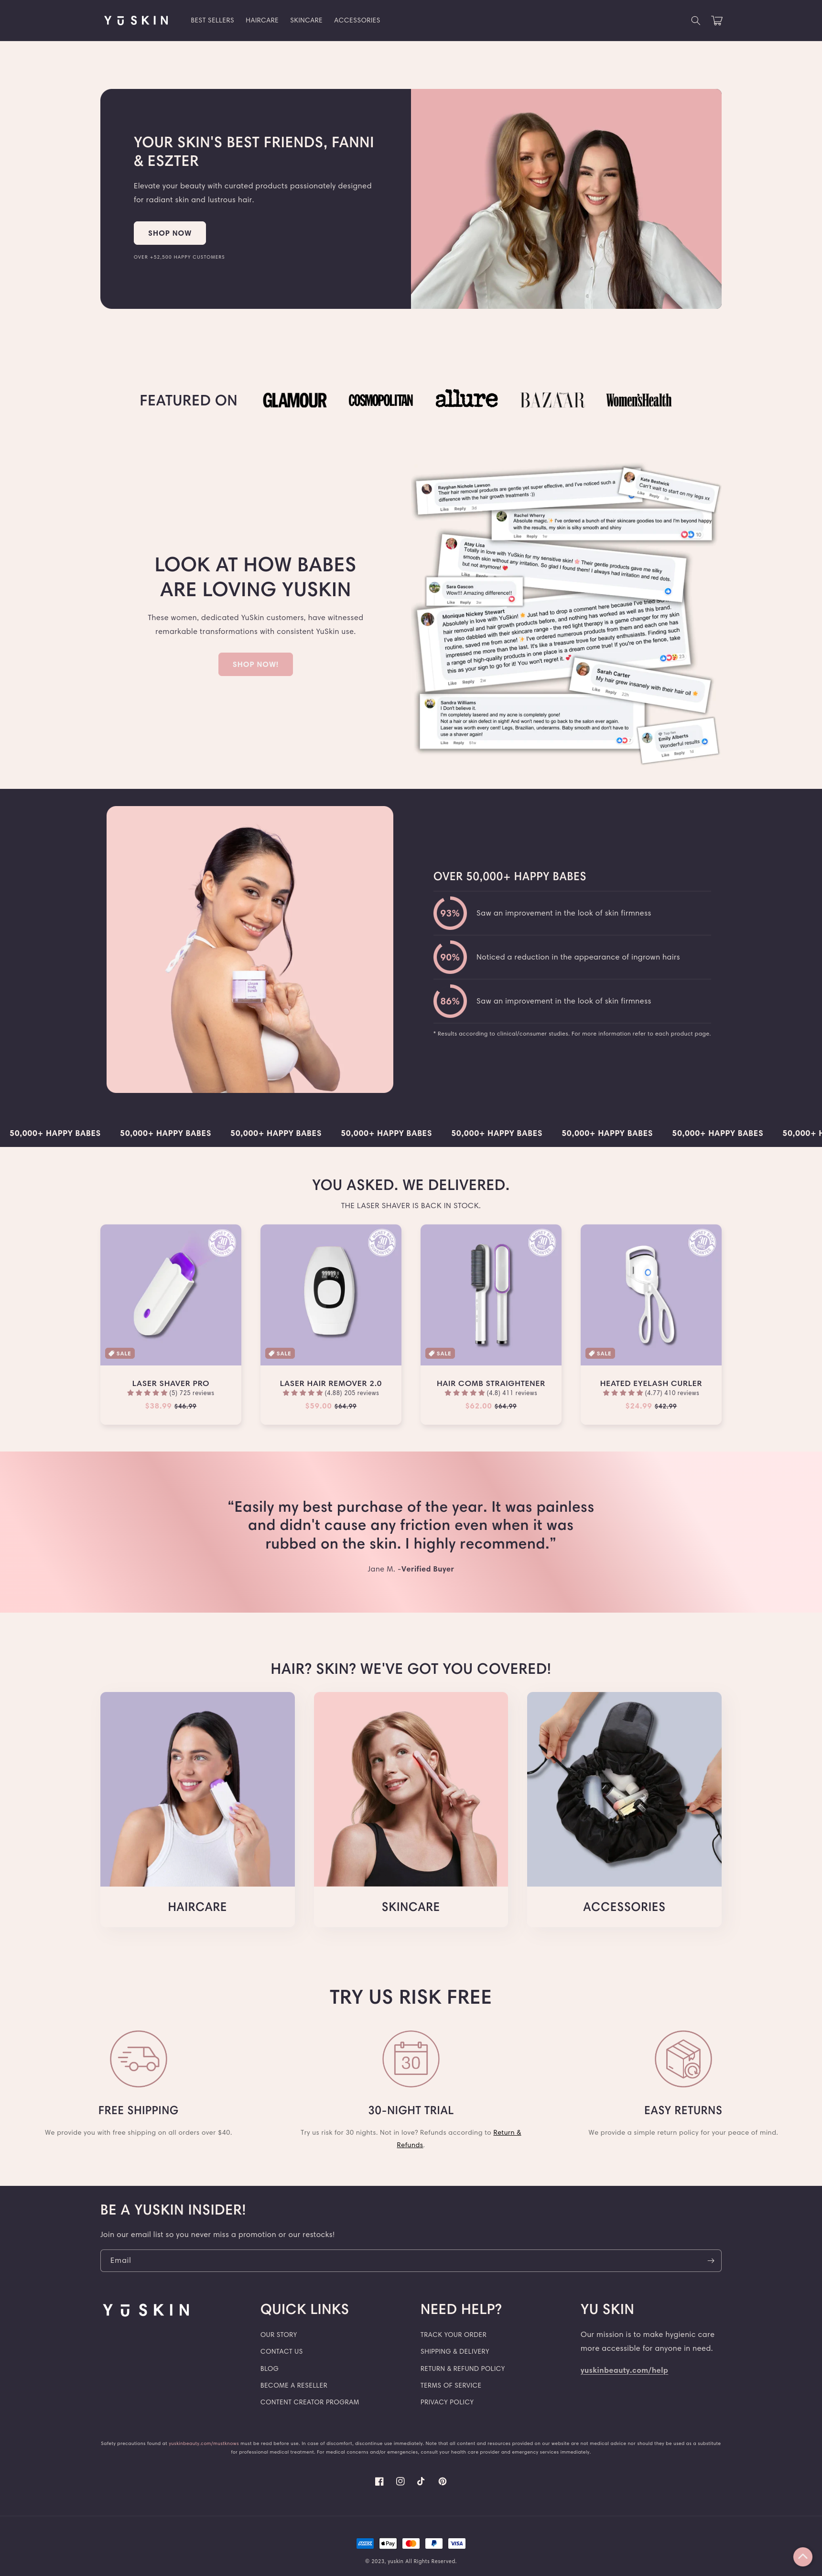 YŪSKIN
BEST SELLERS
HAIRCARE
SKINCARE
ACCESSORIES
YOUR SKIN'S BEST FRIENDS, FANNI
& ESZTER
Elevate your beauty with curated products passionately designed
for radiant skin and lustrous hair.
SHOP NOW
OVER +52,500 HAPPY CUSTOMERS
FEATURED ON
GLAMOUR
COSMOPOLITAN
allure
BAZAAR
Women'sHealth
LOOK AT HOW BABES
ARE LOVING YUSKIN
These women, dedicated YuSkin customers, have witnessed
remarkable transformations with consistent YuSkin use.
SHOP NOW!
Rayghan Nichole Lawson
Their hair removal products are gentle yet super effective, and I've noticed such a
difference with the hair growth treatments :))
Like Reply
Kate Bestwick
Can't wait to start on my legs xx
Like Reply
Rachel Wherry
Absolute magic ✨ I've ordered a bunch of their skincare goodies and I'm beyond happy
with the results, my skin is silky smooth and shiny
Like Reply
Atay Lisa
Totally in love with YuSkin for my sensitive skin! Their gentle products gave me silky
smooth skin without any irritation. So glad I found them! I always had irritation and red dots.
but not anymore!
Sara Gascon
Wow!!! Amazing difference!!
Like Reply
Monique Nickey Stewart
Absolutely in love with YuSkin! Just had to drop a comment here because I've
hair removal and hair growth products before, and nothing has worked as well as this brand.
I've also dabbled with their skincare range - the red light therapy is a game changer for my
wrinkles, saved me from acne! I've ordered numerous products from them and each one has
impressed me more than the last, it's like a treasure trove for beauty enthusiasts. Finding such
a range of high-quality products in one place is a dream come true! If you're on the fence, take
this as your sign to go for it! You won't regret it.
Like Reply 2w
Sarah Carter
My hair grew insanely with their hair oil
Like Reply 22h
Sandra Williams
I Don't believe it.
I'm completely lasered and my acne is completely gone!
Not a hair or skin defect in sight! And won't need to go back to the salon ever again.
Laser was worth every cent! Legs, Brazilian, underarms. Baby smooth and don't have to
use a shaver again!
Like Reply
Emily Alberts
Wonderful results
Like Reply
OVER 50,000+ HAPPY BABES
93%
Saw an improvement in the look of skin firmness
90%
Noticed a reduction in the appearance of ingrown hairs
86%
Saw an improvement in the look of skin firmness
* Results according to clinical/consumer studies. For more information refer to each product page.
50,000+ HAPPY BABES 50,000+ HAPPY BABES 50,000+ HAPPY BABES 50,000+ HAPPY BABES 50,000+ HAPPY BABES 50,000+ HAPPY BABES 50,000+ HAPPY BABES 50,000+ H
YOU ASKED. WE DELIVERED.
THE LASER SHAVER IS BACK IN STOCK.
30
SALE
LASER SHAVER PRO
(5) 725 reviews
$38.99 $46.99
30
SALE
LASER HAIR REMOVER 2.0
(4.88) 205 reviews
$59.00 $64.99
30
SALE
HAIR COMB STRAIGHTENER
(4.8) 411 reviews
$62.00 $64.99
30
SALE
HEATED EYELASH CURLER
(4.77) 410 reviews
$24.99 $42.99
“Easily my best purchase of the year. It was painless
and didn't cause any friction even when it was
rubbed on the skin. I highly recommend.”
Jane M. -Verified Buyer
HAIR? SKIN? WE'VE GOT YOU COVERED!
HAIRCARE
SKINCARE
ACCESSORIES
TRY US RISK FREE
FREE SHIPPING
We provide you with free shipping on all orders over $40.
30
30-NIGHT TRIAL
Try us risk for 30 nights. Not in love? Refunds according to Return &
Refunds.
EASY RETURNS
We provide a simple return policy for your peace of mind.
BE A YUSKIN INSIDER!
Join our email list so you never miss a promotion or our restocks!
Email
YŪSKIN
QUICK LINKS
OUR STORY
CONTACT US
BLOG
BECOME A RESELLER
CONTENT CREATOR PROGRAM
NEED HELP?
TRACK YOUR ORDER
SHIPPING & DELIVERY
RETURN & REFUND POLICY
TERMS OF SERVICE
PRIVACY POLICY
YU SKIN
Our mission is to make hygienic care
more accessible for anyone in need.
yuskinbeauty.com/help
Safety precautions found at yuskinbeauty.com/mustknows must be read before use. In case of discomfort, discontinue use immediately. Note that all content and resources provided on our website are not medical advice nor should they be used as a substitute
for professional medical treatment. For medical concerns and/or emergencies, consult your health care provider and emergency services immediately.
Pay
VISA
© 2023, yuskin All Rights Reserved.